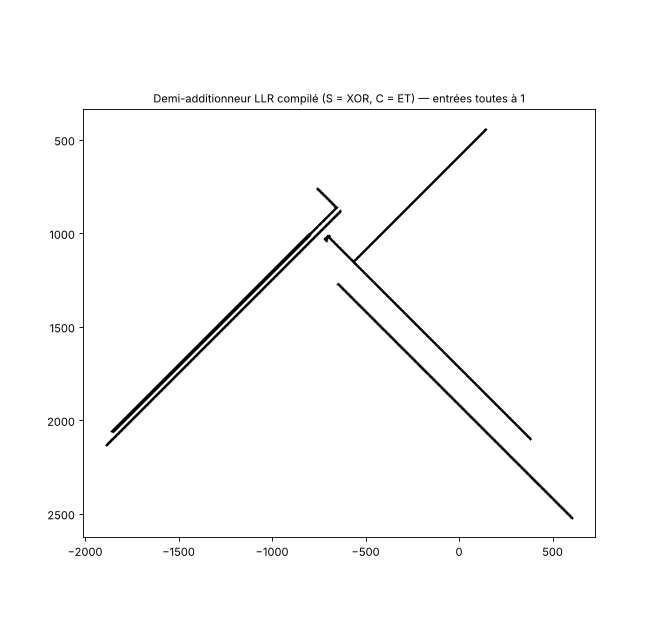 Demi-additionneur LLR compilé (S = XOR, C = ET) — entrées toutes à 1
500
1000
1500
2000
2500
−2000 −1500 −1000 −500 0 500